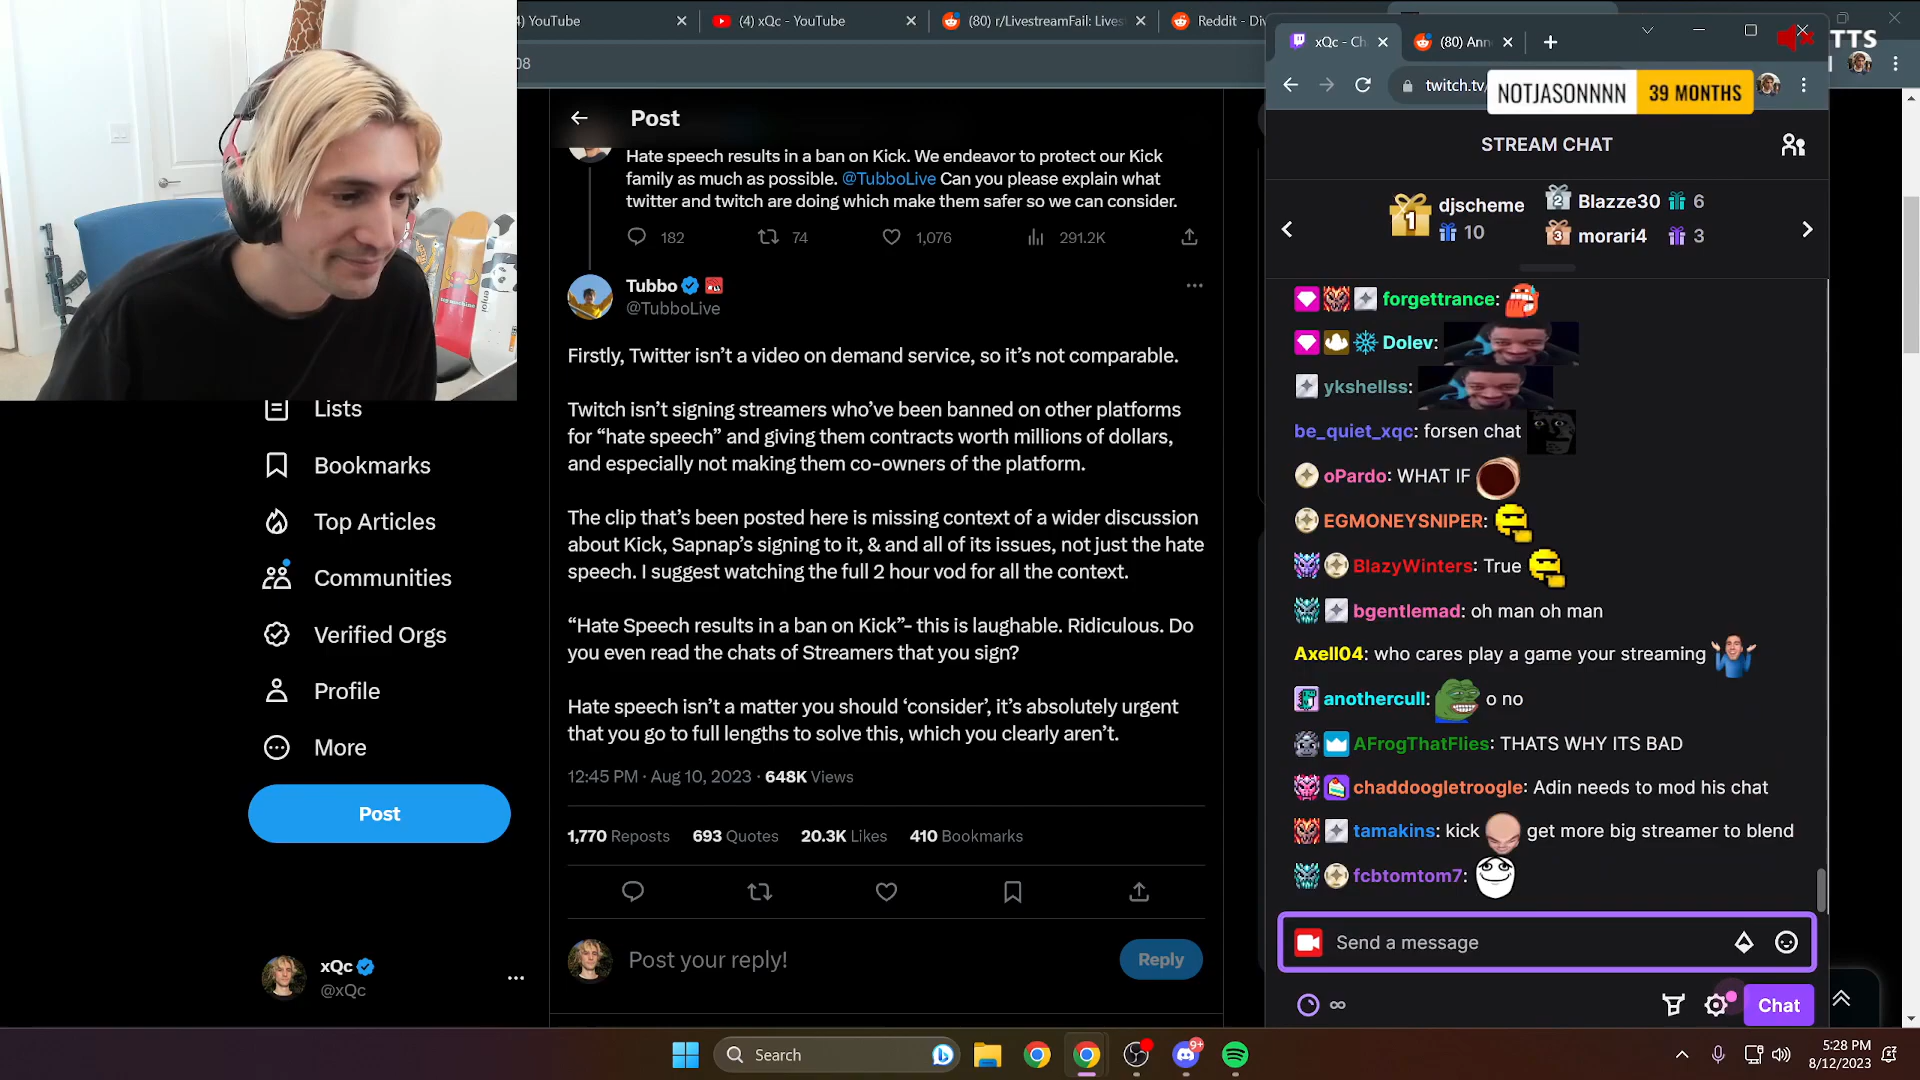 (4) YouTube
(4) xQc - YouTube
(80) r/LivestreamFail: Lives
Reddit - Div
08
xQc - Ch
(80) Ann
TTS
twitch.tv/
NOTJASONNNN 39 MONTHS
Post
Hate speech results in a ban on Kick. We endeavor to protect our Kick
family as much as possible. @TubboLive Can you please explain what
twitter and twitch are doing which make them safer so we can consider.
182 74 1,076 291.2K
Tubbo
@TubboLive
Firstly, Twitter isn’t a video on demand service, so it’s not comparable.
Twitch isn’t signing streamers who’ve been banned on other platforms
for “hate speech” and giving them contracts worth millions of dollars,
and especially not making them co-owners of the platform.
The clip that’s been posted here is missing context of a wider discussion
about Kick, Sapnap’s signing to it, & and all of its issues, not just the hate
speech. I suggest watching the full 2 hour vod for all the context.
“Hate Speech results in a ban on Kick”- this is laughable. Ridiculous. Do
you even read the chats of Streamers that you sign?
Hate speech isn’t a matter you should ‘consider’, it’s absolutely urgent
that you go to full lengths to solve this, which you clearly aren’t.
12:45 PM · Aug 10, 2023 · 648K Views
1,770 Reposts 693 Quotes 20.3K Likes 410 Bookmarks
Post your reply!
Reply
Lists
Bookmarks
Top Articles
Communities
Verified Orgs
Profile
More
Post
xQc
@xQc
STREAM CHAT
1 djscheme
10
2 Blazze30 6
3 morari4 3
forgettrance:
Dolev:
ykshellss:
be_quiet_xqc: forsen chat
oPardo: WHAT IF
EGMONEYSNIPER:
BlazyWinters: True
bgentlemad: oh man oh man
Axell04: who cares play a game your streaming
anothercull: o no
AFrogThatFlies: THATS WHY ITS BAD
chaddoogletroogle: Adin needs to mod his chat
tamakins: kick get more big streamer to blend
fcbtomtom7:
Send a message
Chat
Search
9+
5:28 PM
8/12/2023